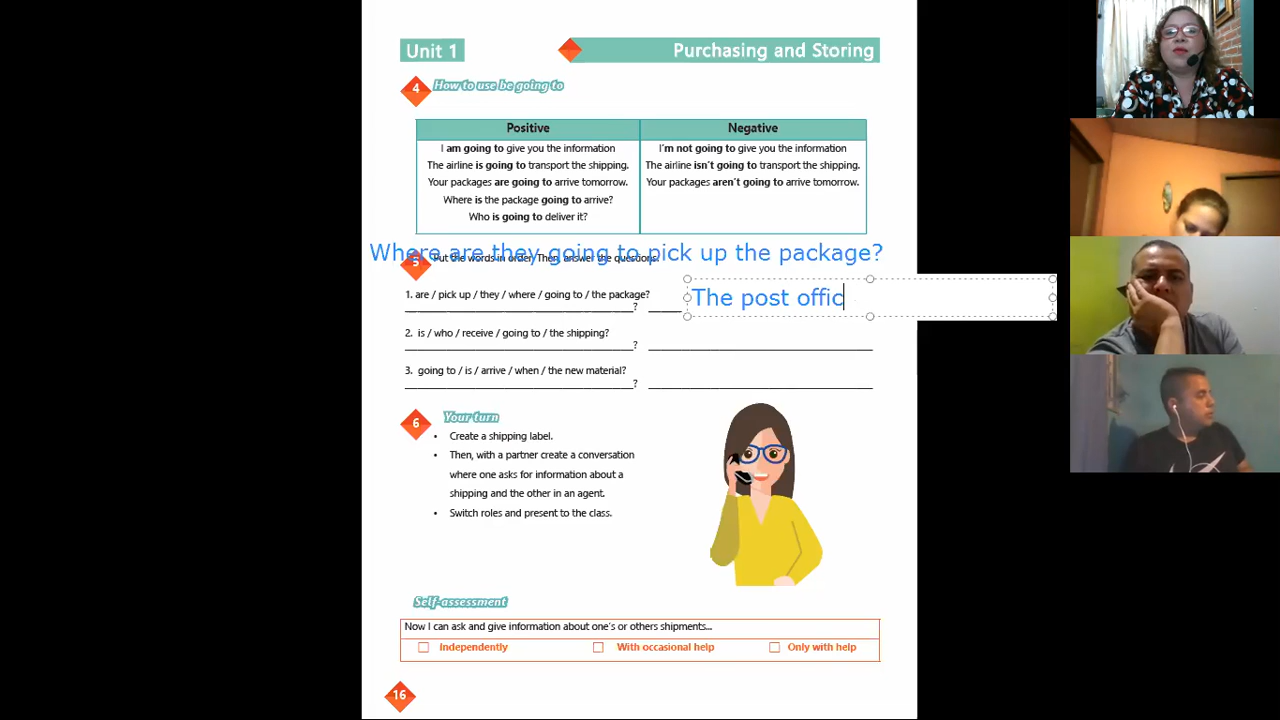 Unit 1
Purchasing and Storing
4 How to use be going to
Positive
Negative
I am going to give you the information
I'm not going to give you the information
The airline is going to transport the shipping.
The airline isn't going to transport the shipping.
Your packages are going to arrive tomorrow.
Your packages aren't going to arrive tomorrow.
Where is the package going to arrive?
Who is going to deliver it?
Where are they going to pick up the package?
5 Put the words in order. Then, answer the questions.
1. are / pick up / they / where / going to / the package?
The post offic
____?
2. is / who / receive / going to / the shipping?
____? ____
3. going to / is / arrive / when / the new material?
____? ____
6 Your turn
• Create a shipping label.
• Then, with a partner create a conversation
where one asks for information about a
shipping and the other in an agent.
• Switch roles and present to the class.
Self-assessment
Now I can ask and give information about one's or others shipments...
Independently
With occasional help
Only with help
16